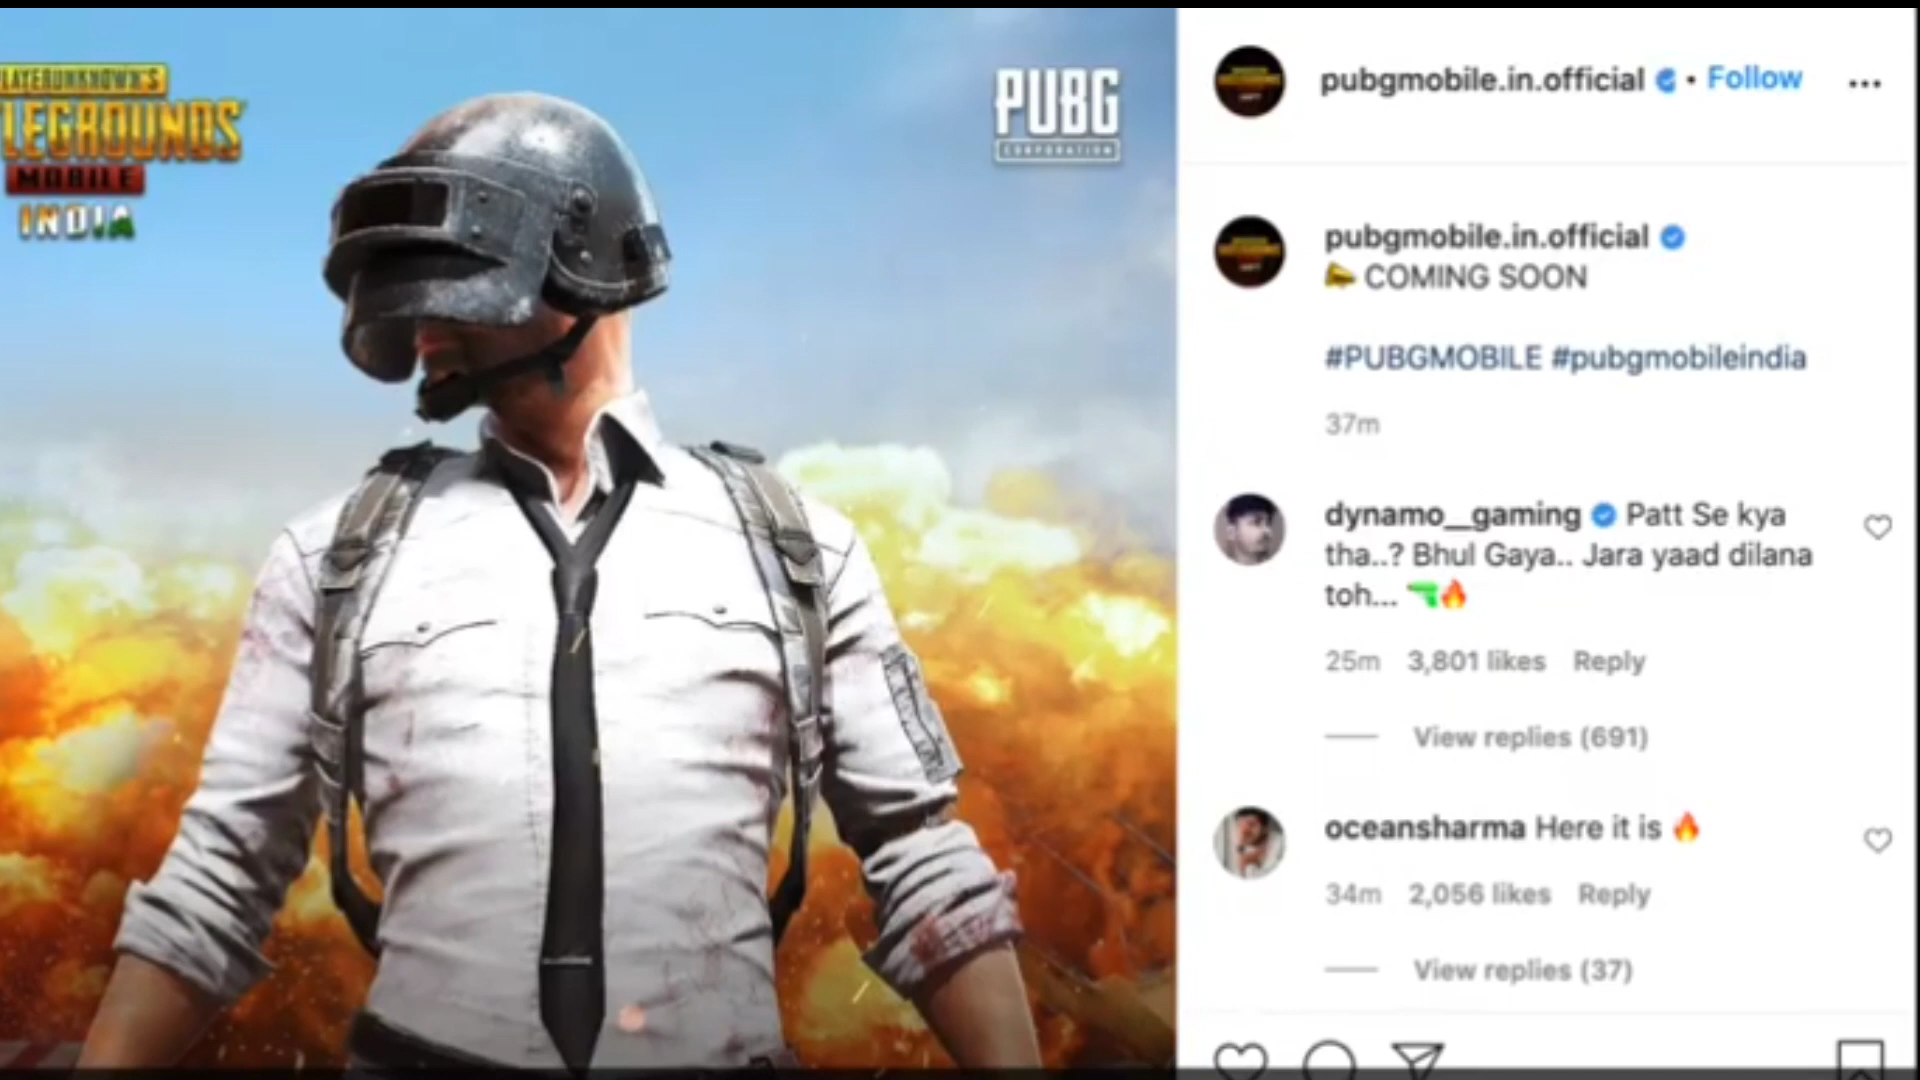 LAYERUNKNOWN'S
LEGROUNDS
MOBILE
INDIA
PUBG
CORPORATION
pubgmobile.in.official • Follow ...
pubgmobile.in.official
COMING SOON
#PUBGMOBILE #pubgmobileindia
37m
dynamo__gaming Patt Se kya
tha..? Bhul Gaya.. Jara yaad dilana
toh...
25m 3,801 likes Reply
View replies (691)
oceansharma Here it is
34m 2,056 likes Reply
View replies (37)